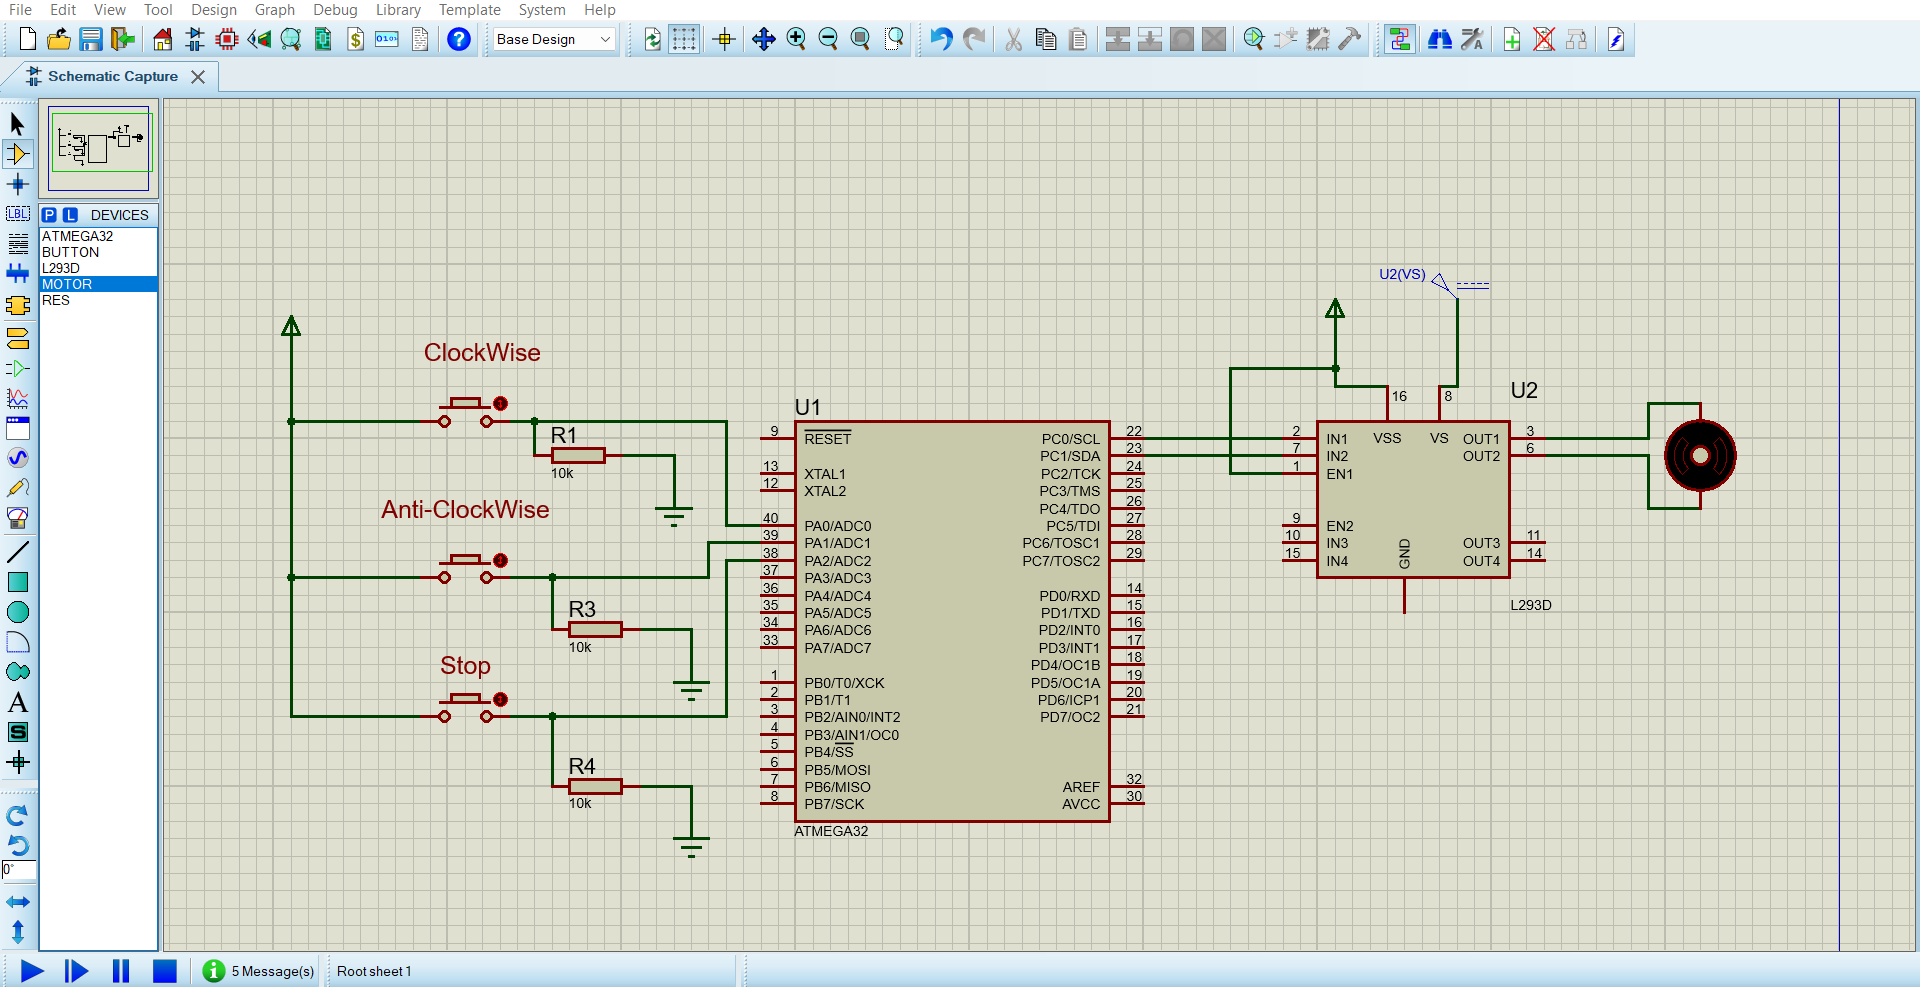 File Edit View Tool Design Graph Debug Library Template System Help
Base Design
Schematic Capture
LBL
P L DEVICES
ATMEGA32
BUTTON
L293D
MOTOR
RES
A
S
0°
5 Message(s) Root sheet 1
ClockWise
R1
10k
Anti-ClockWise
R3
10k
Stop
R4
10k
U1
9 RESET
13 XTAL1
12 XTAL2
40 PA0/ADC0
39 PA1/ADC1
38 PA2/ADC2
37 PA3/ADC3
36 PA4/ADC4
35 PA5/ADC5
34 PA6/ADC6
33 PA7/ADC7
1 PB0/T0/XCK
2 PB1/T1
3 PB2/AIN0/INT2
4 PB3/AIN1/OC0
5 PB4/SS
6 PB5/MOSI
7 PB6/MISO
8 PB7/SCK
PC0/SCL 22
PC1/SDA 23
PC2/TCK 24
PC3/TMS 25
PC4/TDO 26
PC5/TDI 27
PC6/TOSC1 28
PC7/TOSC2 29
PD0/RXD 14
PD1/TXD 15
PD2/INT0 16
PD3/INT1 17
PD4/OC1B 18
PD5/OC1A 19
PD6/ICP1 20
PD7/OC2 21
AREF 32
AVCC 30
ATMEGA32
U2(VS)
U2
16 8
VSS VS
2 IN1
7 IN2
1 EN1
9 EN2
10 IN3
15 IN4
OUT1 3
OUT2 6
OUT3 11
OUT4 14
GND
L293D